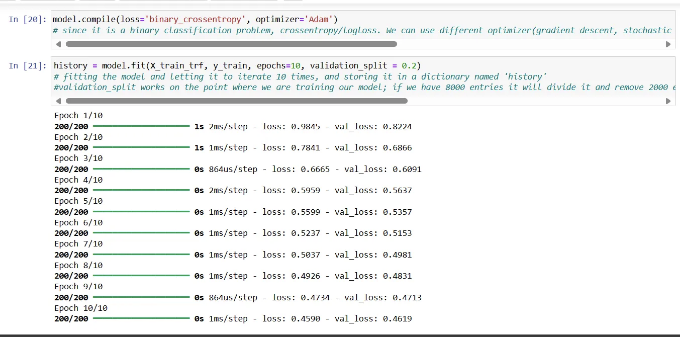 In [20]: model.compile(loss='binary_crossentropy', optimizer='Adam')
# since it is a binary classification problem, crossentropy/Logloss. We can use different optimizer(gradient descent, stochastic
In [21]: history = model.fit(X_train_trf, y_train, epochs=10, validation_split = 0.2)
# fitting the model and Letting it to iterate 10 times, and storing it in a dictionary named 'history'
#validation_split works on the point where we are training our model; if we have 8000 entries it will divide it and remove 2000 e
Epoch 1/10
200/200 1s 2ms/step - loss: 0.9845 - val_loss: 0.8224
Epoch 2/10
200/200 1s 1ms/step - loss: 0.7841 - val_loss: 0.6866
Epoch 3/10
200/200 0s 864us/step - loss: 0.6665 - val_loss: 0.6091
Epoch 4/10
200/200 0s 2ms/step - loss: 0.5959 - val_loss: 0.5637
Epoch 5/10
200/200 0s 1ms/step - loss: 0.5599 - val_loss: 0.5357
Epoch 6/10
200/200 0s 1ms/step - loss: 0.5237 - val_loss: 0.5153
Epoch 7/10
200/200 0s 1ms/step - loss: 0.5037 - val_loss: 0.4981
Epoch 8/10
200/200 0s 1ms/step - loss: 0.4926 - val_loss: 0.4831
Epoch 9/10
200/200 0s 864us/step - loss: 0.4734 - val_loss: 0.4713
Epoch 10/10
200/200 0s 1ms/step - loss: 0.4590 - val_loss: 0.4619